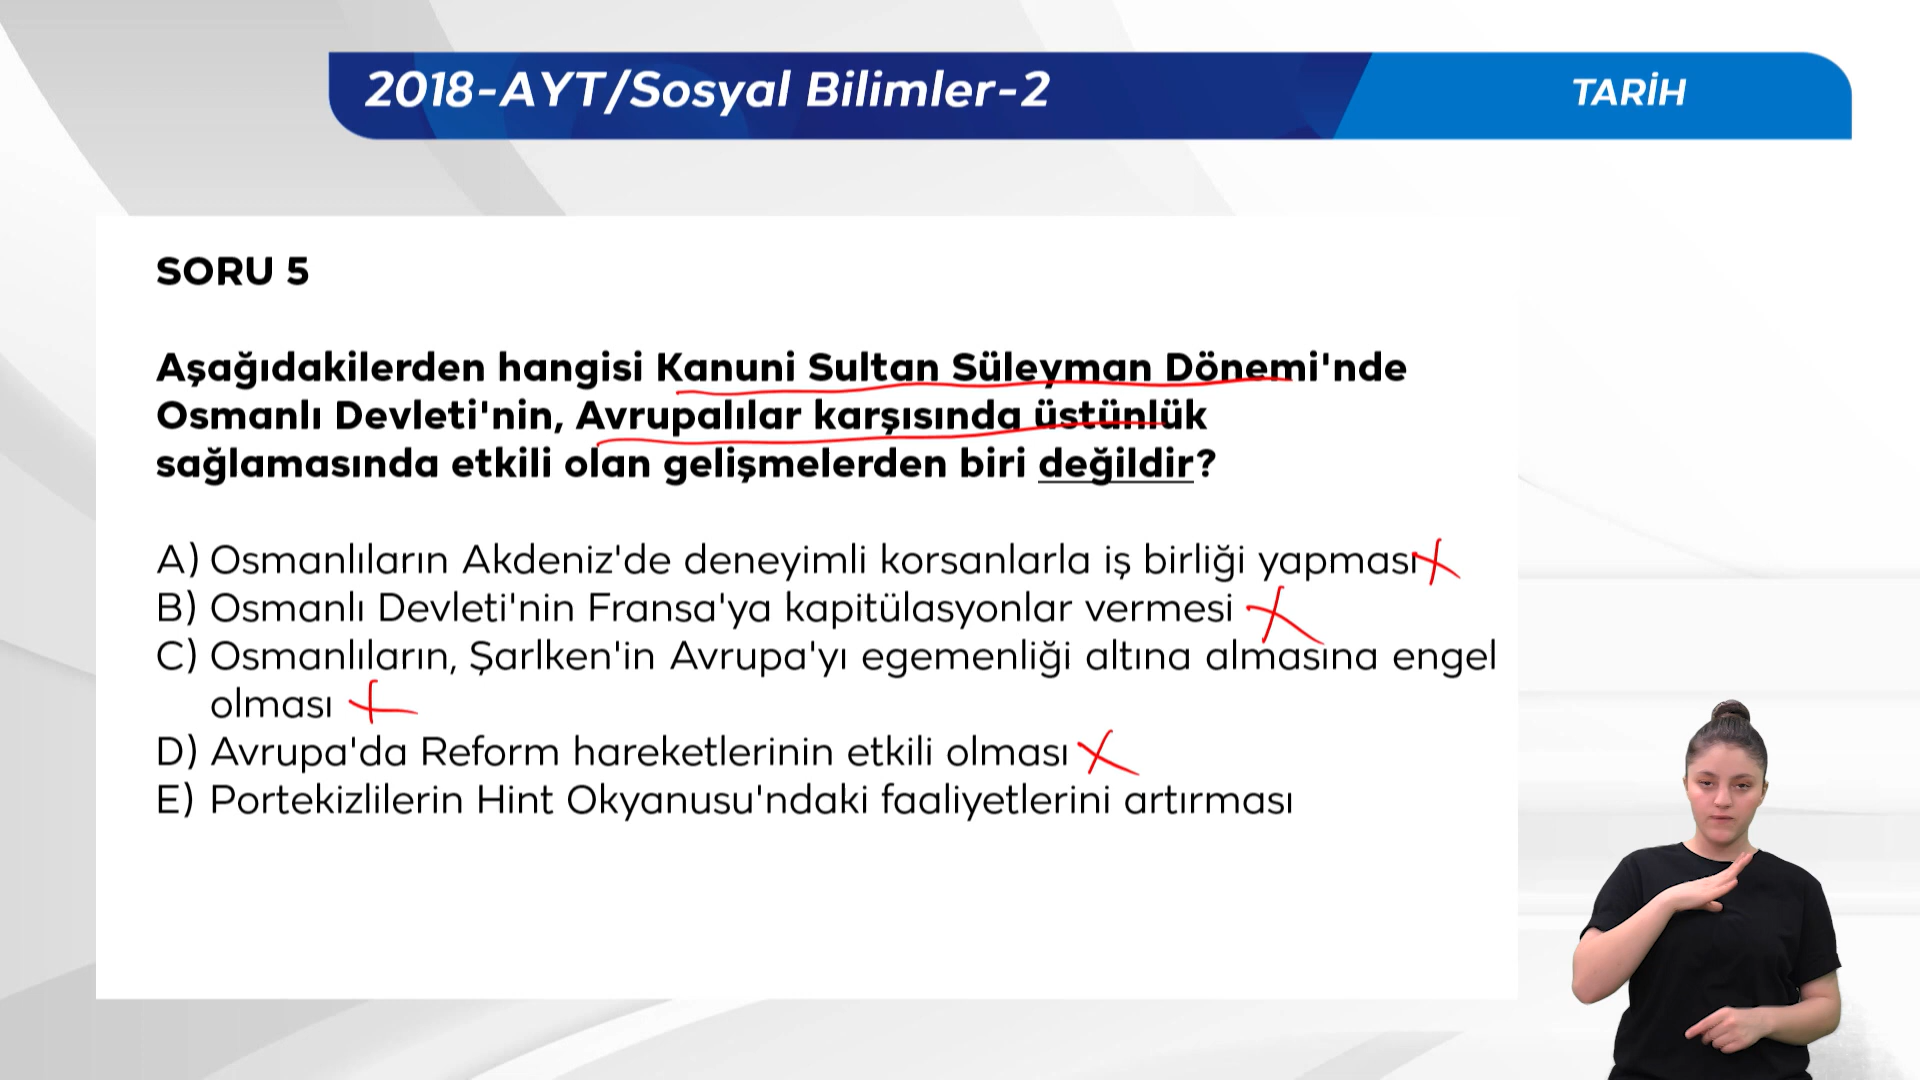 2018-AYT/Sosyal Bilimler-2
TARİH
SORU 5
Aşağıdakilerden hangisi Kanuni Sultan Süleyman Dönemi'nde
Osmanlı Devleti'nin, Avrupalılar karşısında üstünlük
sağlamasında etkili olan gelişmelerden biri değildir?
A) Osmanlıların Akdeniz'de deneyimli korsanlarla iş birliği yapması
B) Osmanlı Devleti'nin Fransa'ya kapitülasyonlar vermesi
C) Osmanlıların, Şarlken'in Avrupa'yı egemenliği altına almasına engel
olması
D) Avrupa'da Reform hareketlerinin etkili olması
E) Portekizlilerin Hint Okyanusu'ndaki faaliyetlerini artırması